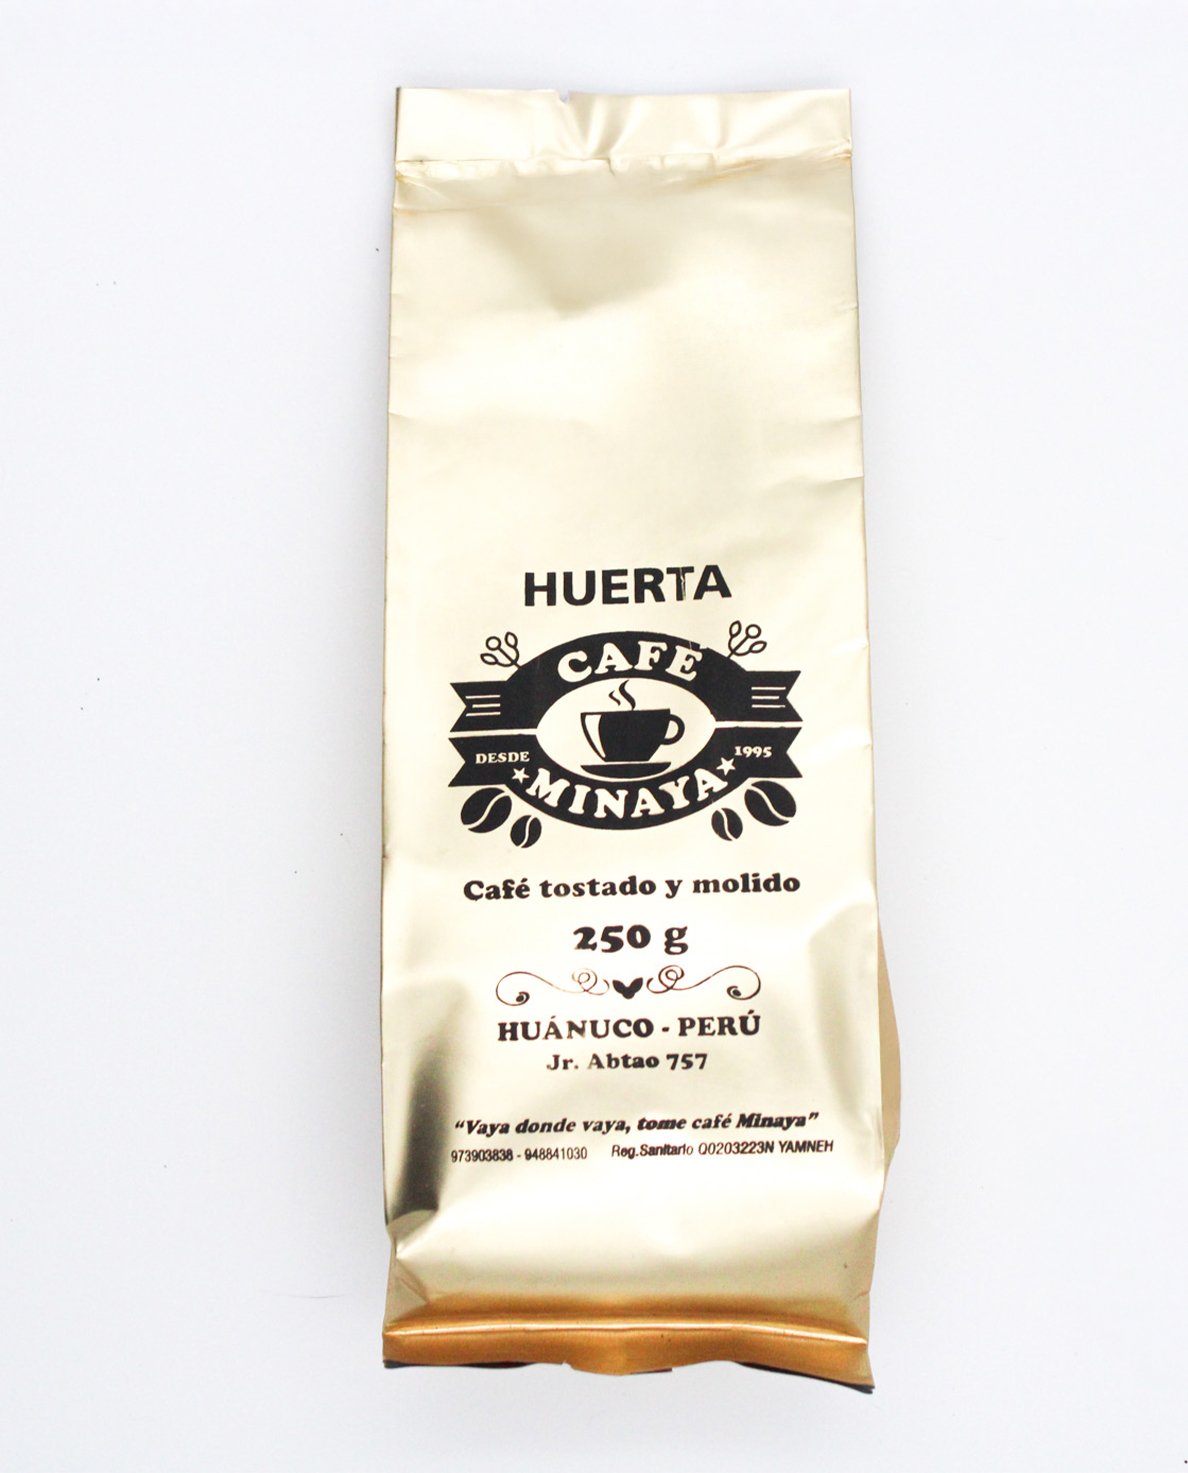 HUERTA
CAFÉ
DESDE 1995
MINAYA
Café tostado y molido
250 g
HUÁNUCO - PERÚ
Jr. Abtao 757
“Vaya donde vaya, tome café Minaya”
973903838 - 948841030 Reg.Sanitario Q0203223N YAMNEH